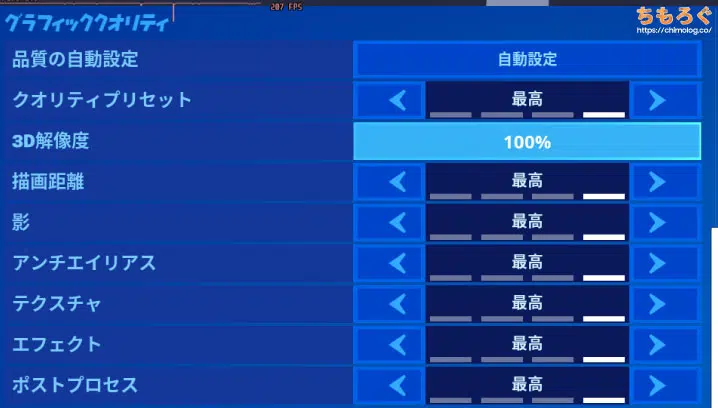 207 FPS
ちもろぐ
https://chimolog.co/
グラフィッククオリティ
品質の自動設定 自動設定
クオリティプリセット 最高
3D解像度 100%
描画距離 最高
影 最高
アンチエイリアス 最高
テクスチャ 最高
エフェクト 最高
ポストプロセス 最高